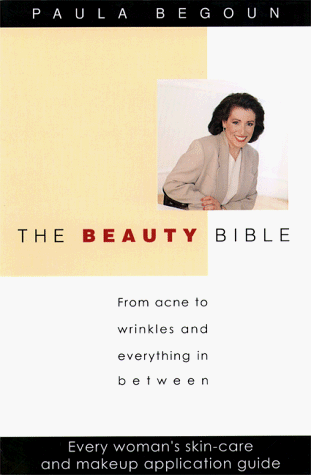 PAULA BEGOUN
THE BEAUTY BIBLE
From acne to
wrinkles and
everything in
between
Every woman's skin-care
and makeup application guide